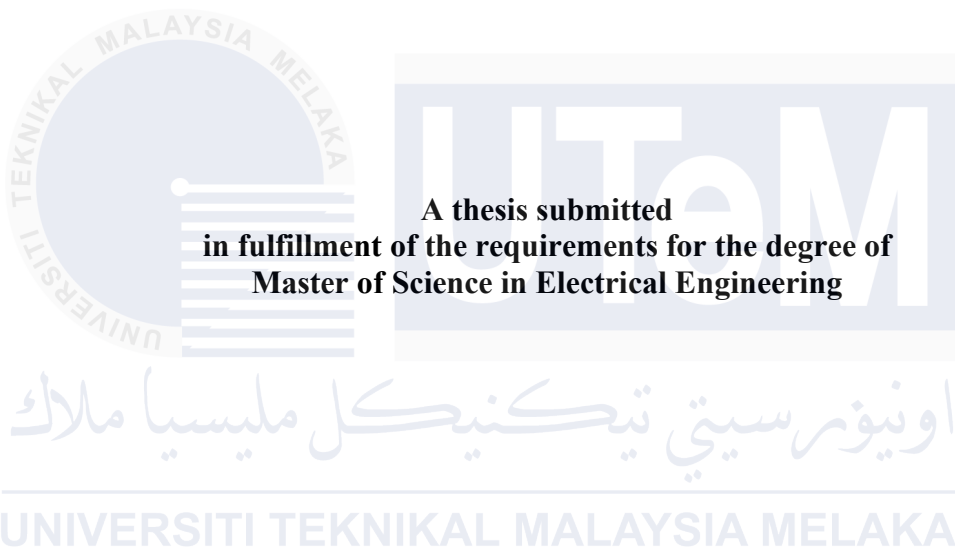 UNIVERSITI TEKNIKAL MALAYSIA MELAKA
UTeM
A thesis submitted
in fulfillment of the requirements for the degree of
Master of Science in Electrical Engineering
اونيۏرسيتي تيكنيكل مليسيا ملاك
UNIVERSITI TEKNIKAL MALAYSIA MELAKA